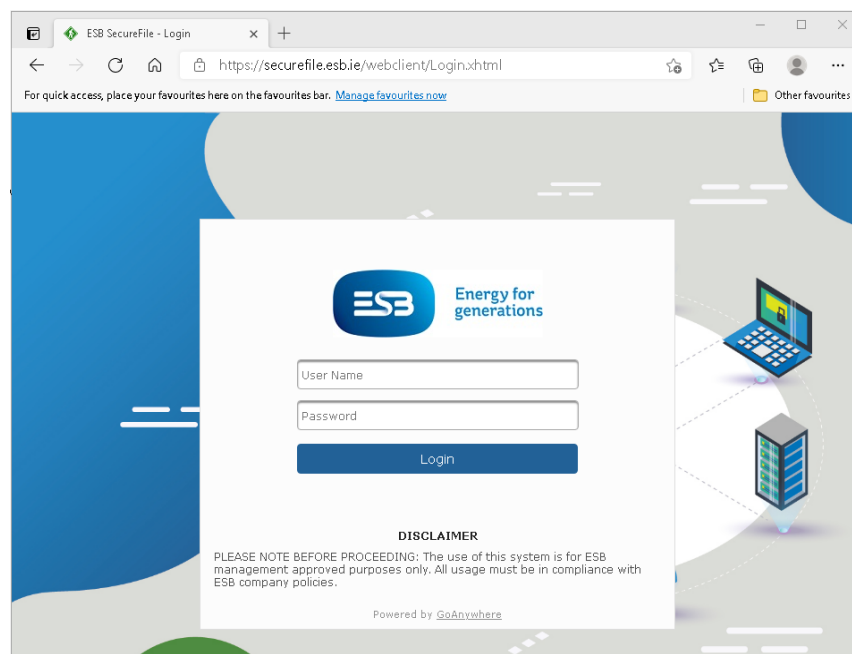 ESB SecureFile - Login
https://securefile.esb.ie/webclient/Login.xhtml
For quick access, place your favourites here on the favourites bar. Manage favourites now
Other favourites
ESB
Energy for
generations
User Name
Password
Login
DISCLAIMER
PLEASE NOTE BEFORE PROCEEDING: The use of this system is for ESB
management approved purposes only. All usage must be in compliance with
ESB company policies.
Powered by GoAnywhere